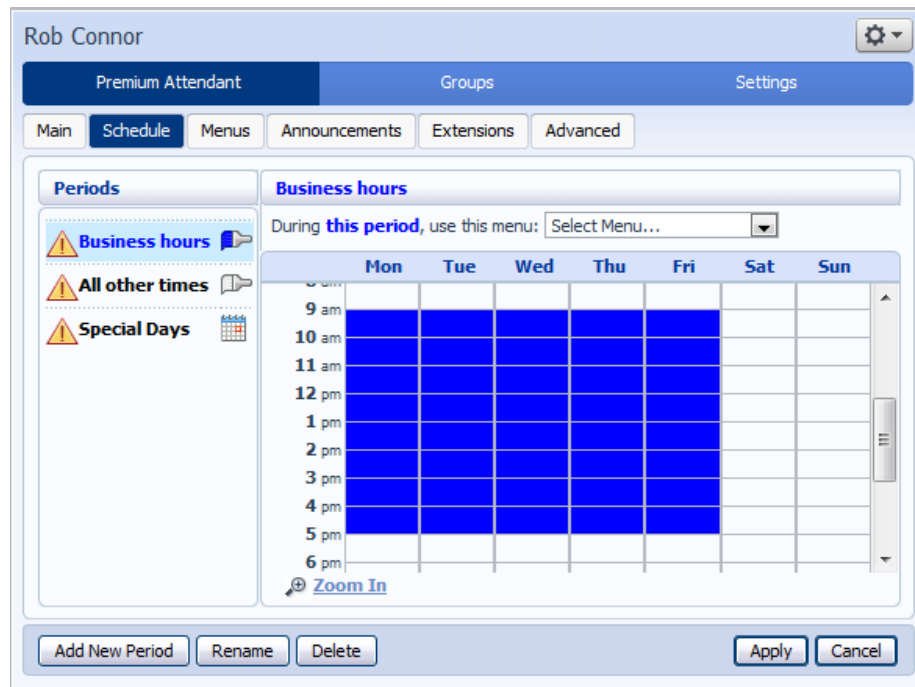 Rob Connor
Premium Attendant Groups Settings
Main Schedule Menus Announcements Extensions Advanced
Periods
Business hours
All other times
Special Days
Business hours
During this period, use this menu: Select Menu...
Mon Tue Wed Thu Fri Sat Sun
9 am
10 am
11 am
12 pm
1 pm
2 pm
3 pm
4 pm
5 pm
6 pm
Zoom In
Add New Period Rename Delete Apply Cancel